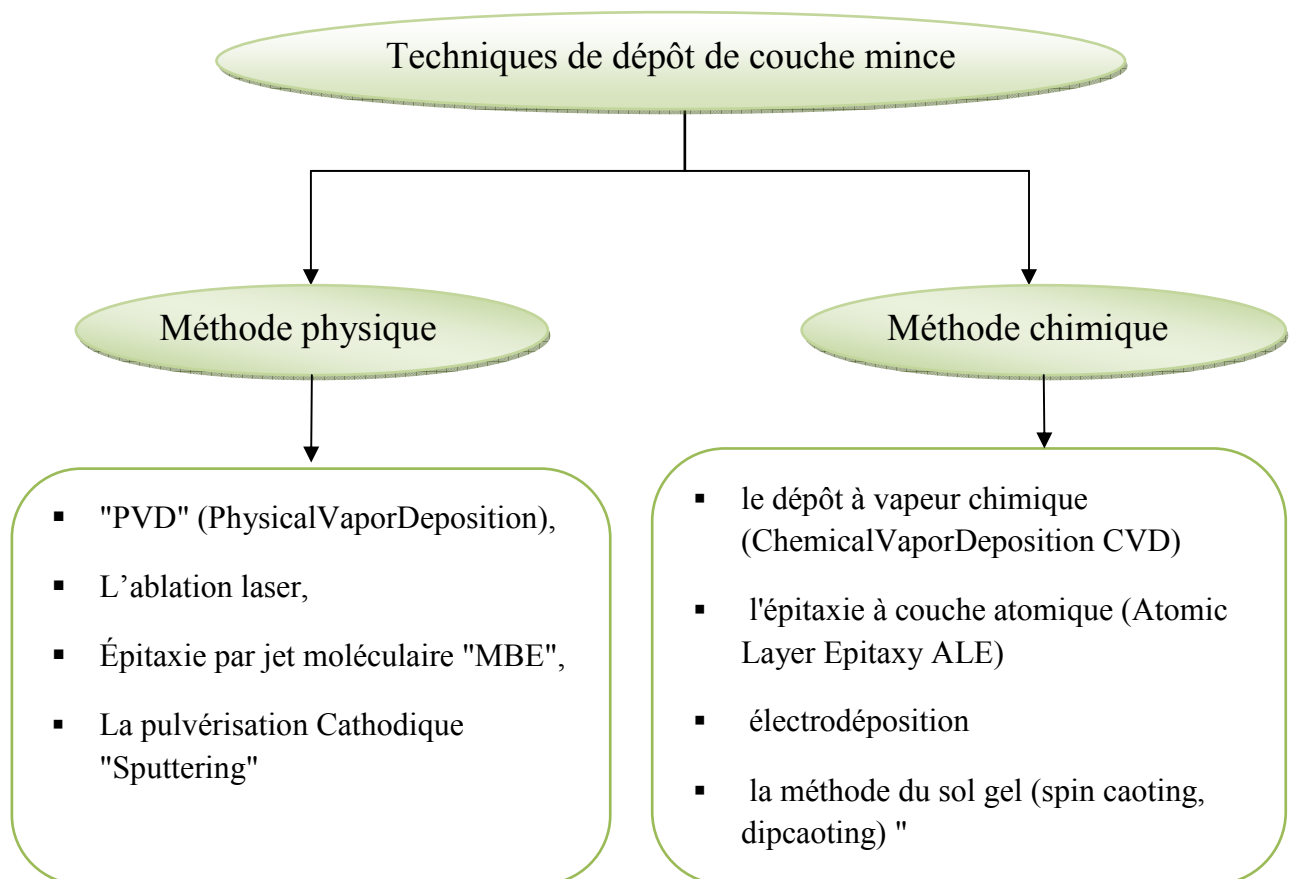 Techniques de dépôt de couche mince
Méthode physique
Méthode chimique
▪ "PVD" (PhysicalVaporDeposition),
▪ L’ablation laser,
▪ Épitaxie par jet moléculaire "MBE",
▪ La pulvérisation Cathodique
"Sputtering"
▪ le dépôt à vapeur chimique
(ChemicalVaporDeposition CVD)
▪ l'épitaxie à couche atomique (Atomic
Layer Epitaxy ALE)
▪ électrodéposition
▪ la méthode du sol gel (spin caoting,
dipcaoting) "